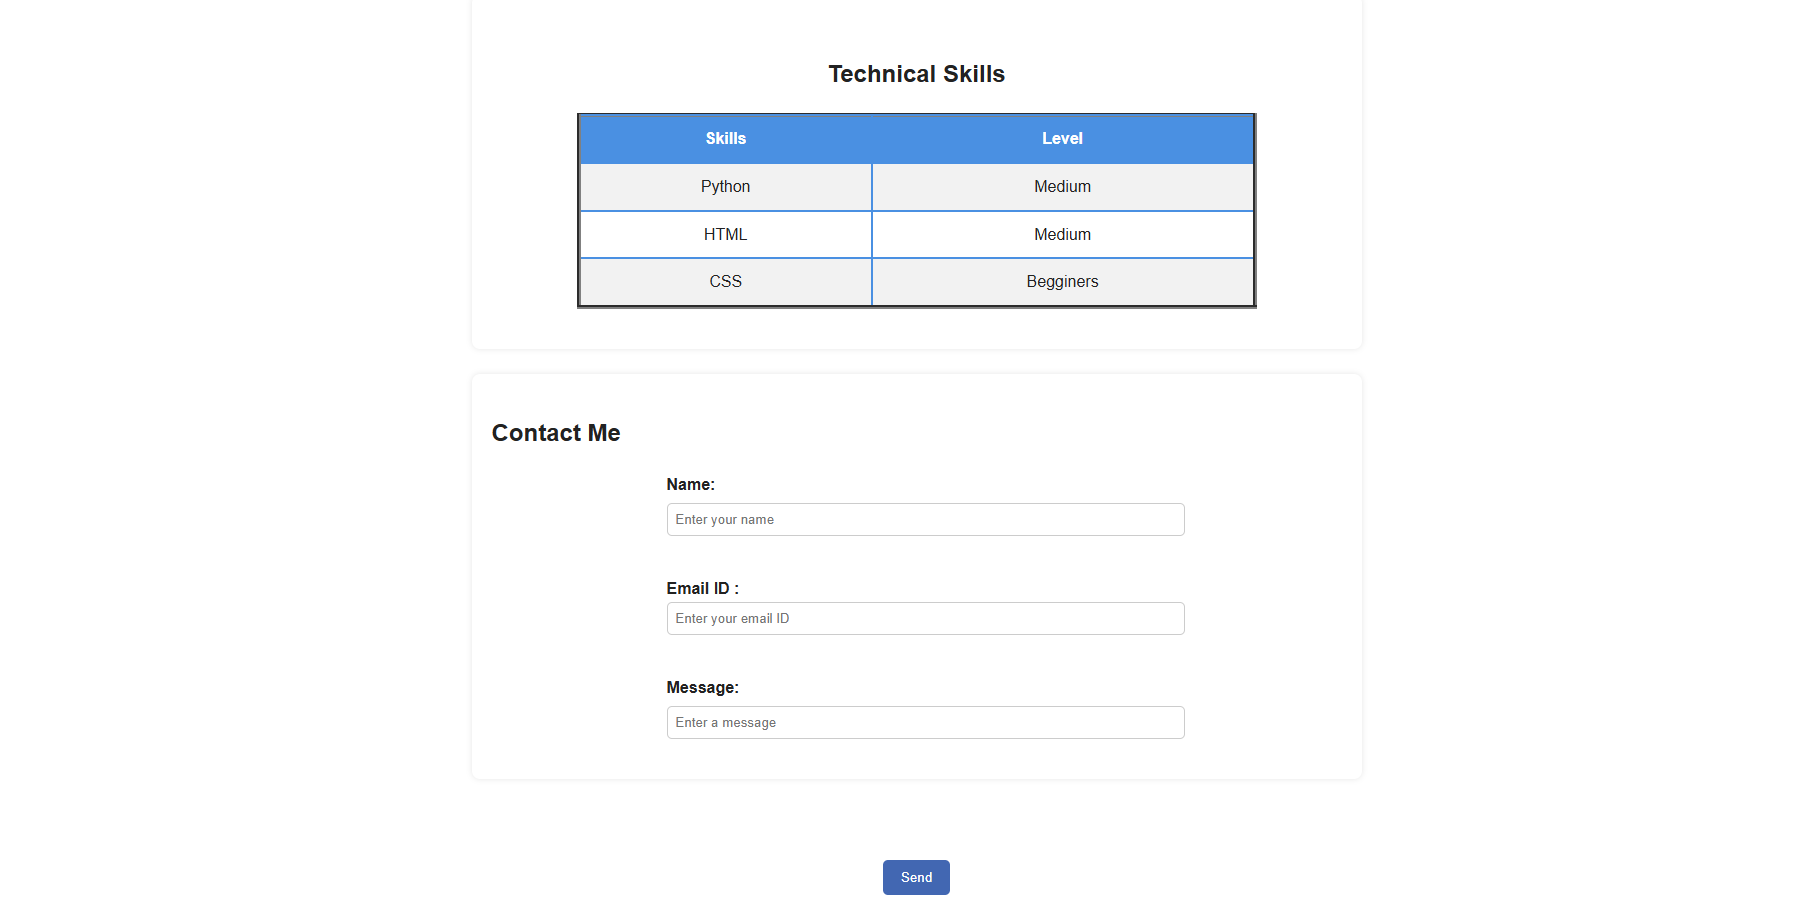 Technical Skills
Skills Level
Python Medium
HTML Medium
CSS Begginers
Contact Me
Name:
Enter your name
Email ID :
Enter your email ID
Message:
Enter a message
Send